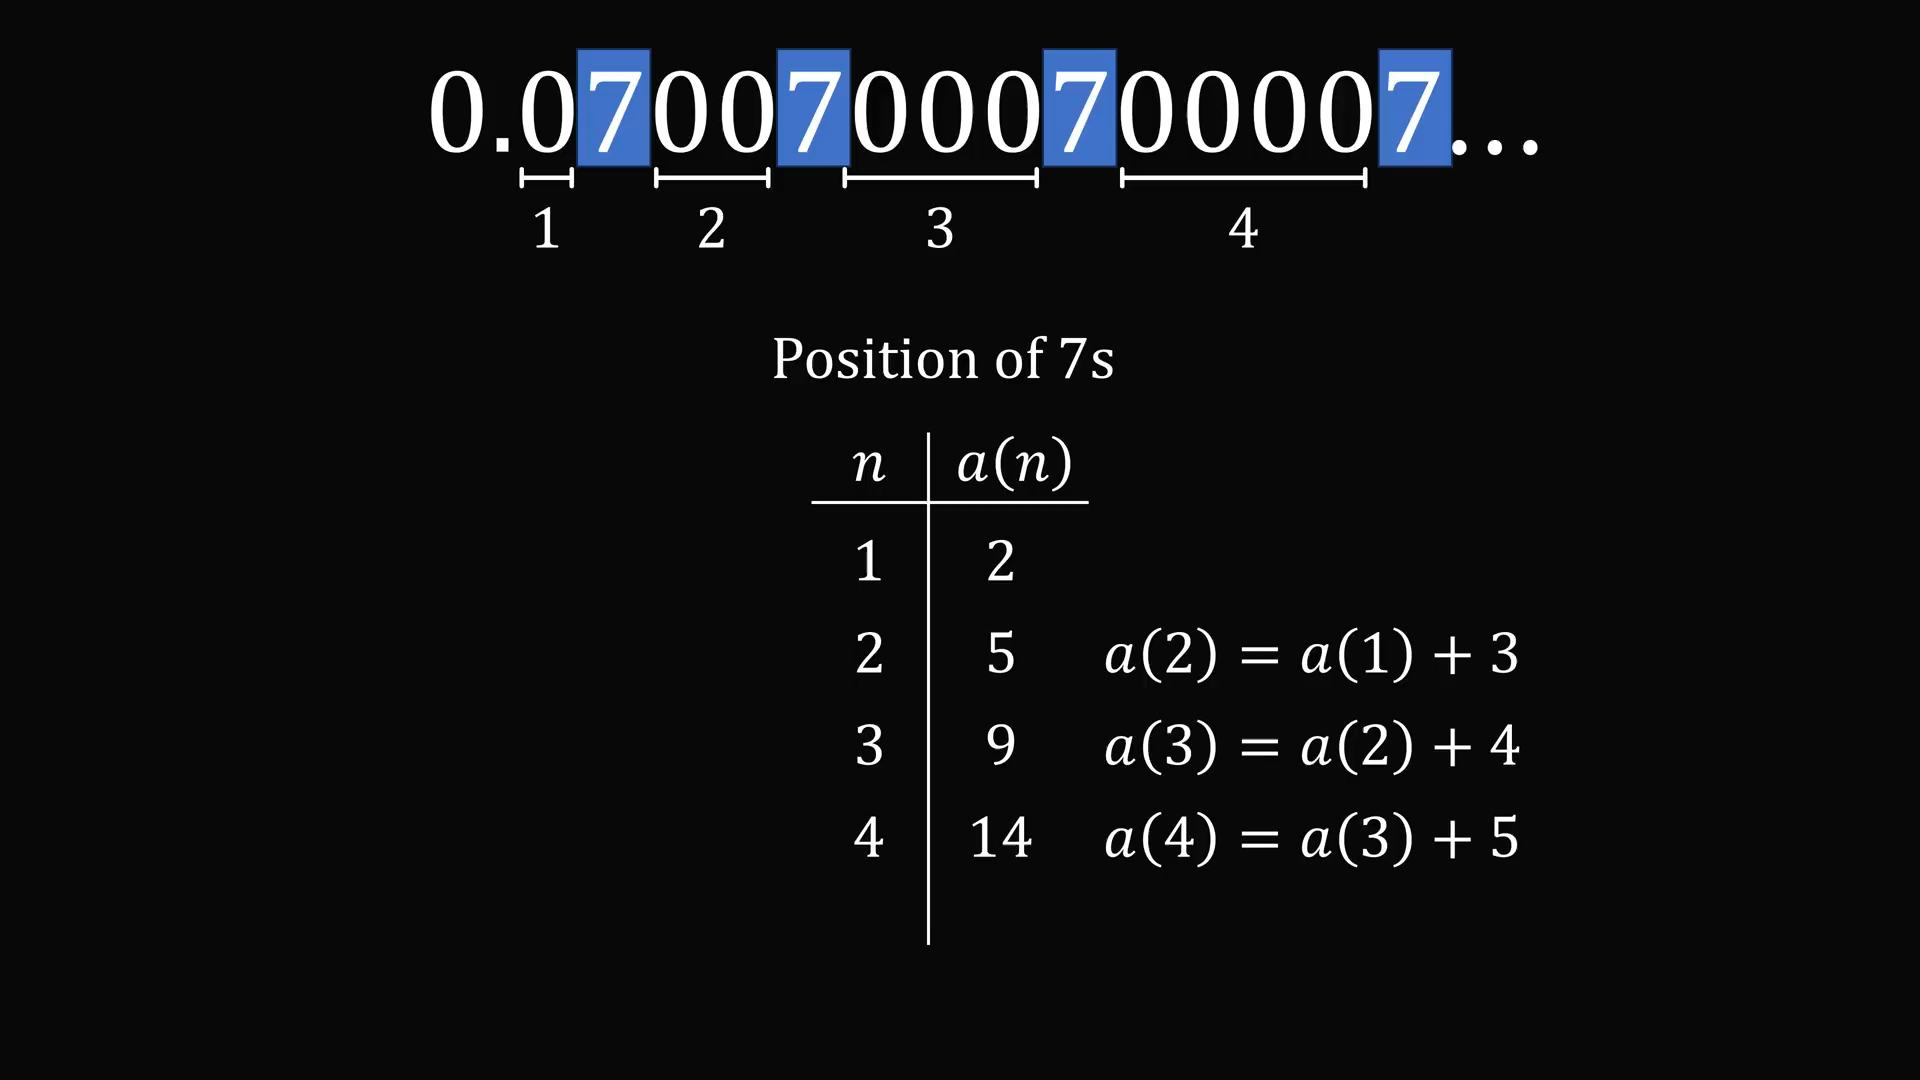 0.07007000700007...
1 2 3 4
Position of 7s
n a(n)
1 2
2 5 a(2) = a(1) + 3
3 9 a(3) = a(2) + 4
4 14 a(4) = a(3) + 5